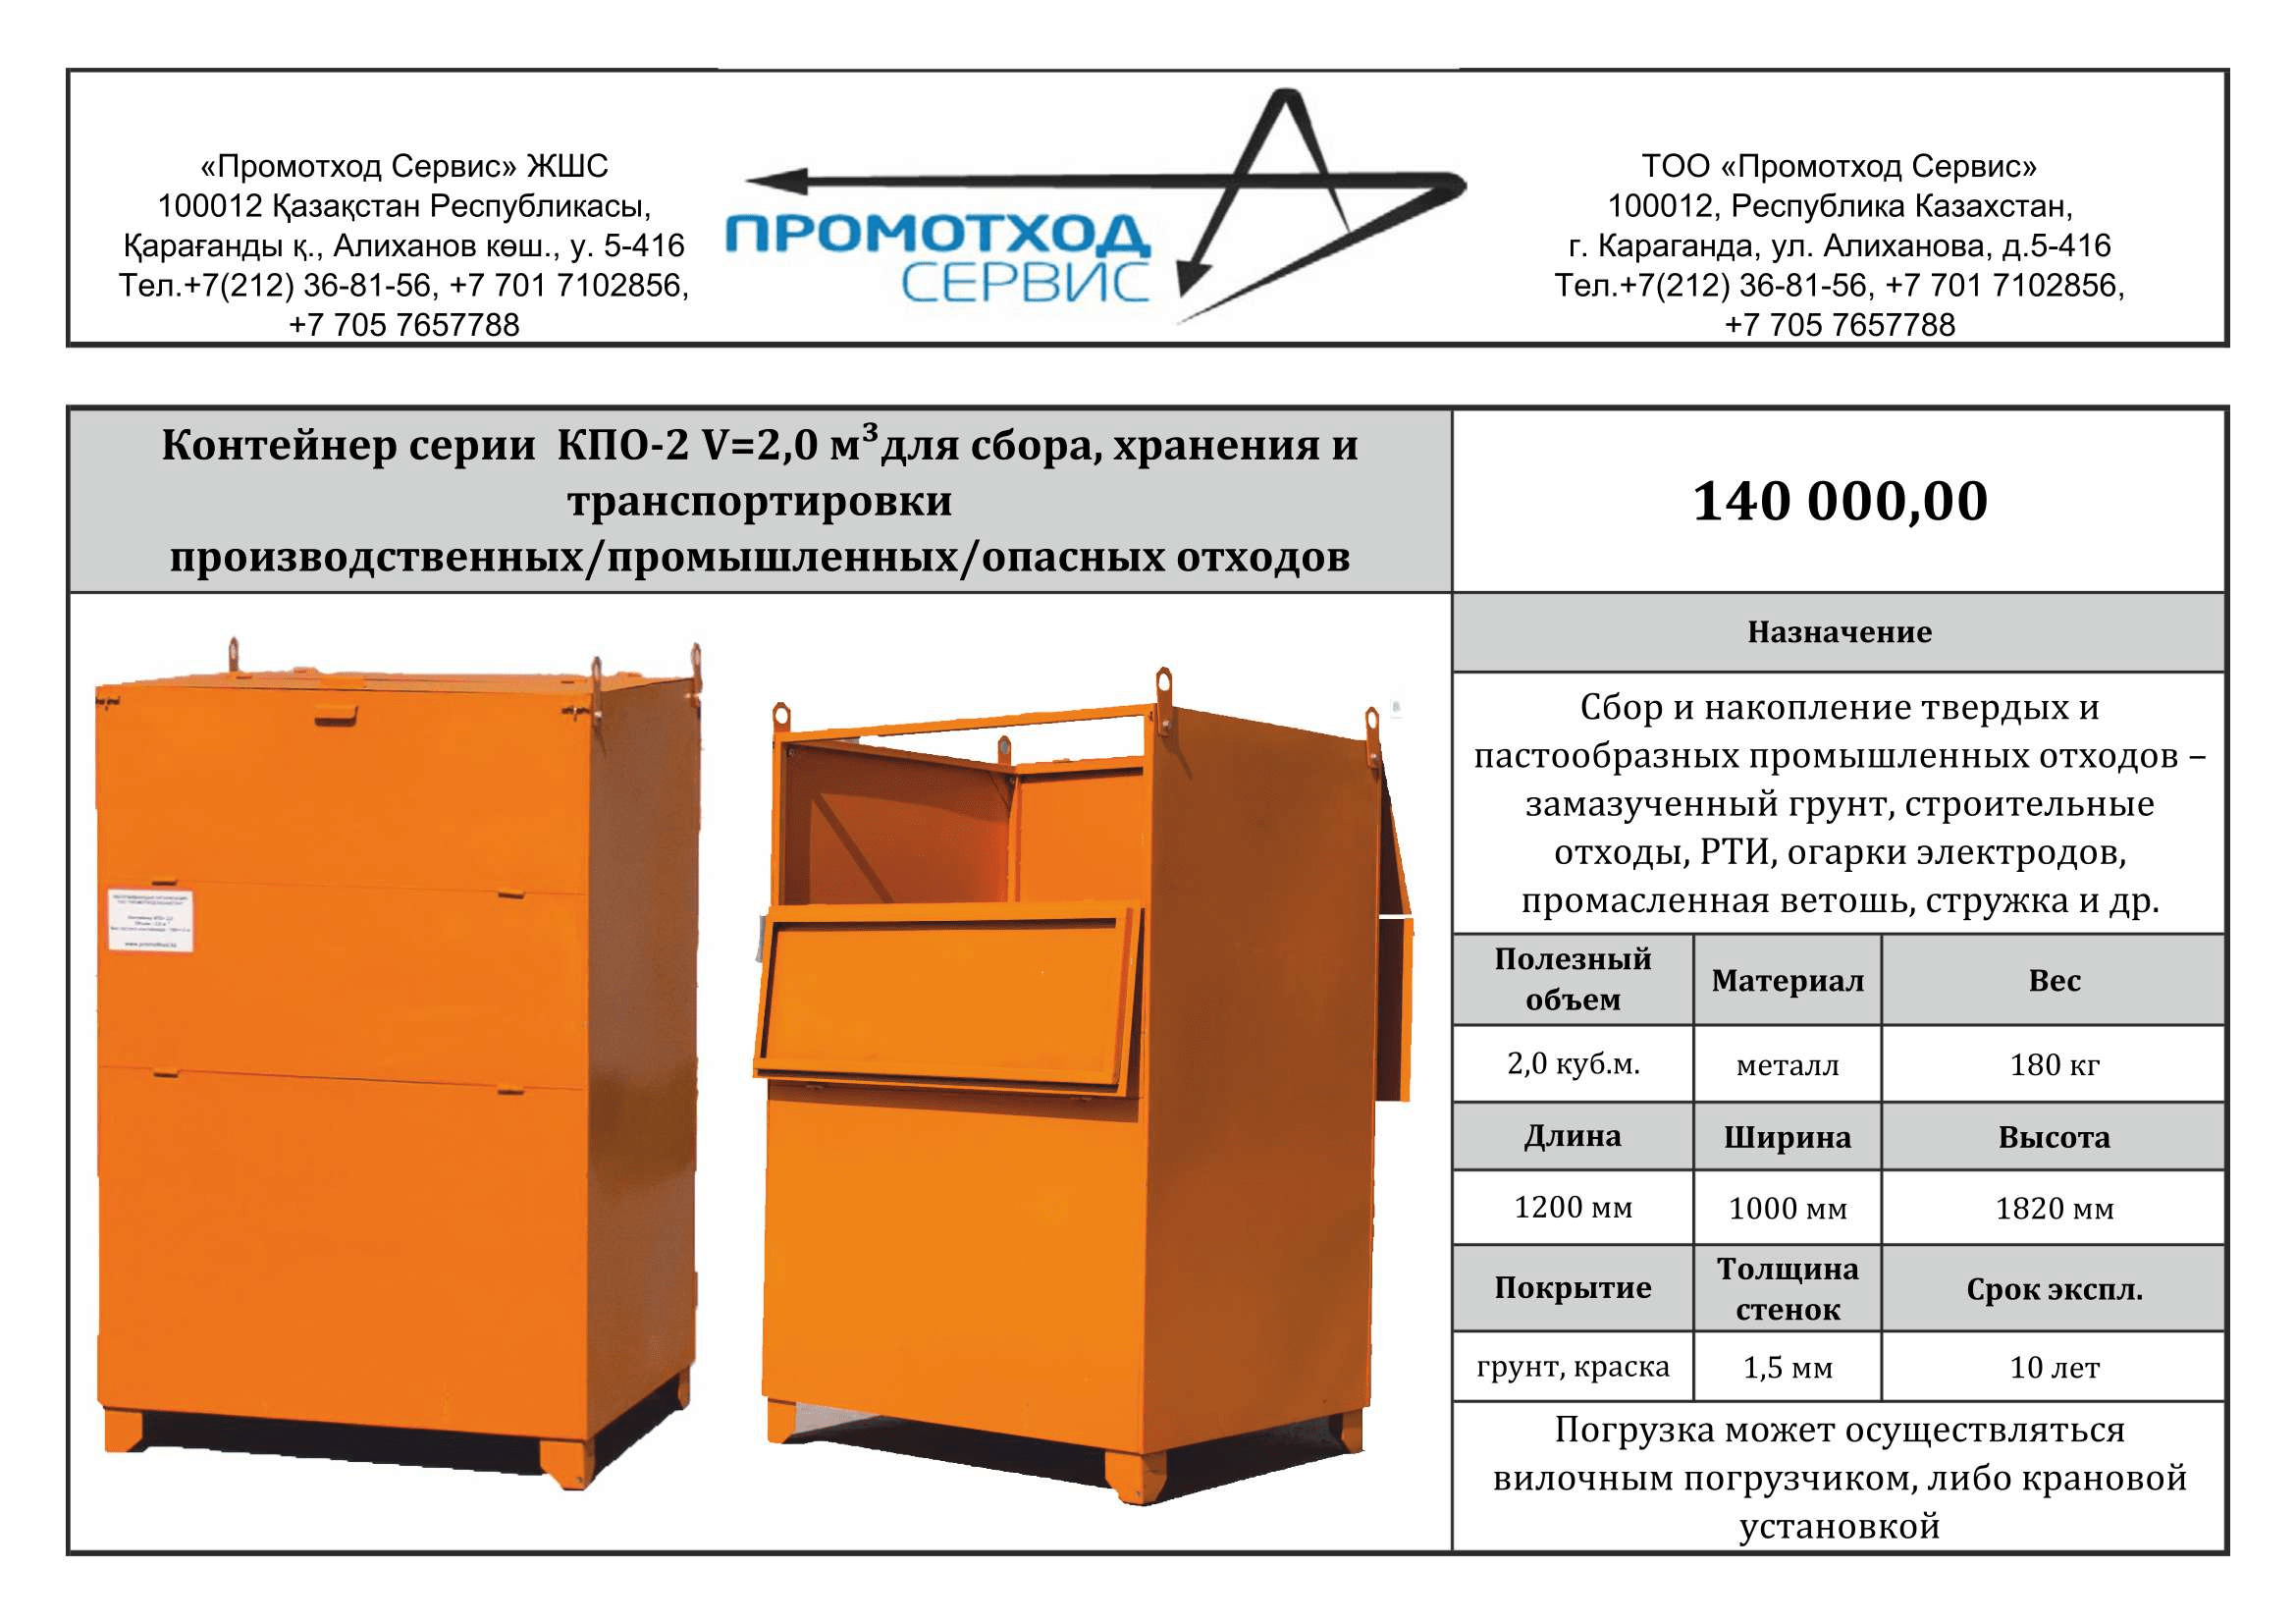 «Промотход Сервис» ЖШС
100012 Қазақстан Республикасы,
Қарағанды қ., Алиханов көш., у. 5-416
Тел.+7(212) 36-81-56, +7 701 7102856,
+7 705 7657788
ПРОМОТХОД
СЕРВИС
ТОО «Промотход Сервис»
100012, Республика Казахстан,
г. Караганда, ул. Алиханова, д.5-416
Тел.+7(212) 36-81-56, +7 701 7102856,
+7 705 7657788
Контейнер серии КПО-2 V=2,0 м³для сбора, хранения и
транспортировки
производственных/промышленных/опасных отходов
140 000,00
Назначение
Сбор и накопление твердых и
пастообразных промышленных отходов –
замазученный грунт, строительные
отходы, РТИ, огарки электродов,
промасленная ветошь, стружка и др.
Полезный
объем
Материал
Вес
2,0 куб.м.
металл
180 кг
Длина
Ширина
Высота
1200 мм
1000 мм
1820 мм
Покрытие
Толщина
стенок
Срок экспл.
грунт, краска
1,5 мм
10 лет
Погрузка может осуществляться
вилочным погрузчиком, либо крановой
установкой